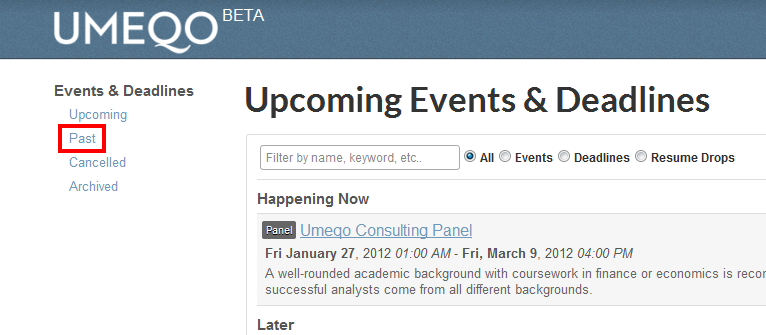 UMEQO BETA
Events & Deadlines
Upcoming
Past
Cancelled
Archived
Upcoming Events & Deadlines
Filter by name, keyword, etc.. All Events Deadlines Resume Drops
Happening Now
Panel Umeqo Consulting Panel
Fri January 27, 2012 01:00 AM - Fri, March 9, 2012 04:00 PM
A well-rounded academic background with coursework in finance or economics is
successful analysts come from all different backgrounds.
Later